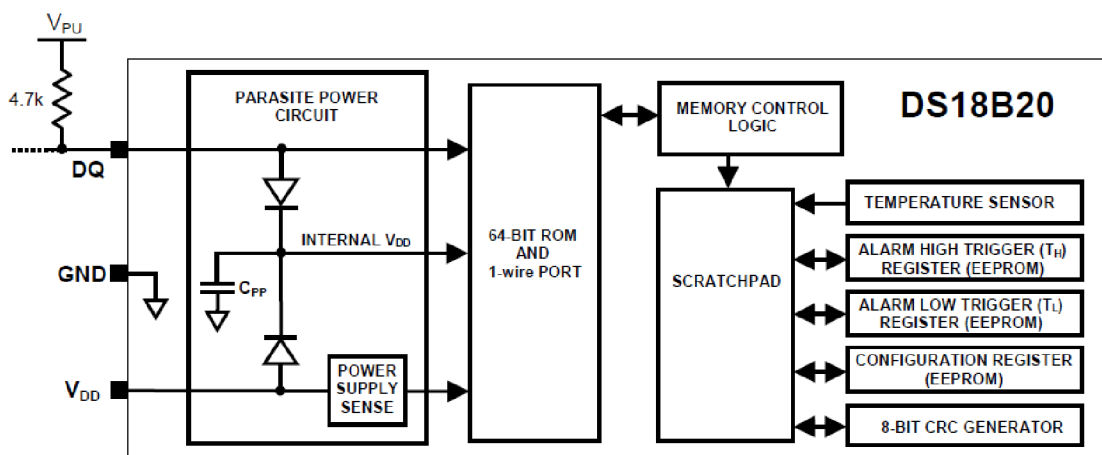 VPU
4.7k
DQ
GND
VDD
PARASITE POWER
CIRCUIT
INTERNAL VDD
CPP
POWER
SUPPLY
SENSE
64-BIT ROM
AND
1-wire PORT
MEMORY CONTROL
LOGIC
SCRATCHPAD
DS18B20
TEMPERATURE SENSOR
ALARM HIGH TRIGGER (TH)
REGISTER (EEPROM)
ALARM LOW TRIGGER (TL)
REGISTER (EEPROM)
CONFIGURATION REGISTER
(EEPROM)
8-BIT CRC GENERATOR